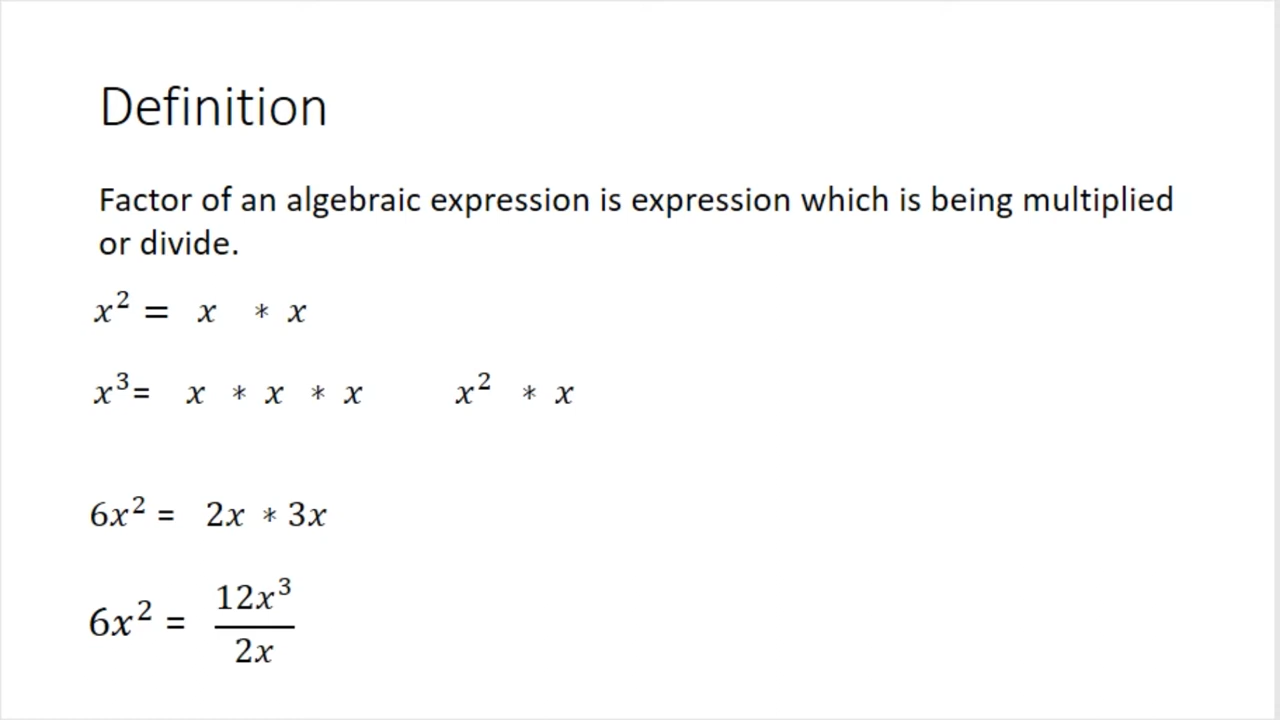 Definition
Factor of an algebraic expression is expression which is being multiplied
or divide.
x² = x * x
x³= x * x * x x² * x
6x² = 2x * 3x
6x² = 12x³
2x